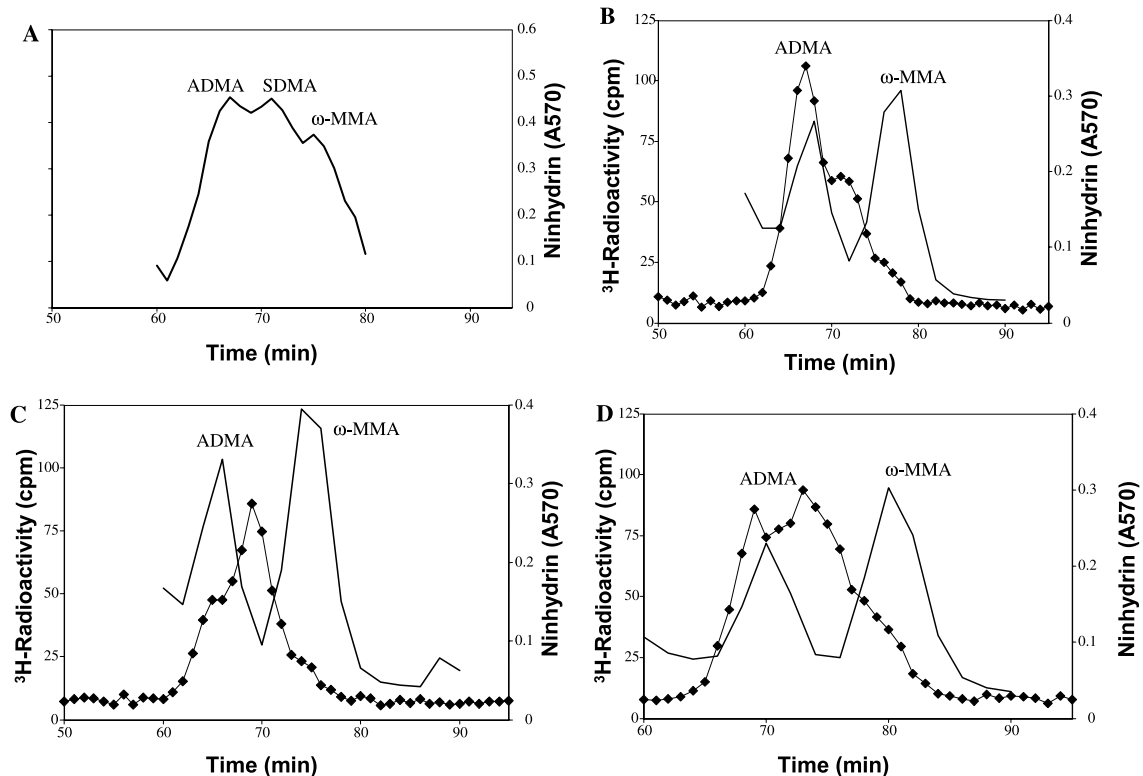 A
ADMA
SDMA
ω-MMA
0.6
0.5
0.4
0.3
0.2
0.1
0
Ninhydrin (A570)
50
60
70
80
90
Time (min)
B
125
100
75
50
25
0
³H-Radioactivity (cpm)
ADMA
ω-MMA
0.4
0.3
0.2
0.1
0
Ninhydrin (A570)
50
60
70
80
90
Time (min)
C
125
100
75
50
25
0
³H-Radioactivity (cpm)
ADMA
ω-MMA
0.4
0.3
0.2
0.1
0
Ninhydrin (A570)
50
60
70
80
90
Time (min)
D
125
100
75
50
25
0
³H-Radioactivity (cpm)
ADMA
ω-MMA
0.4
0.3
0.2
0.1
0
Ninhydrin (A570)
60
70
80
90
Time (min)